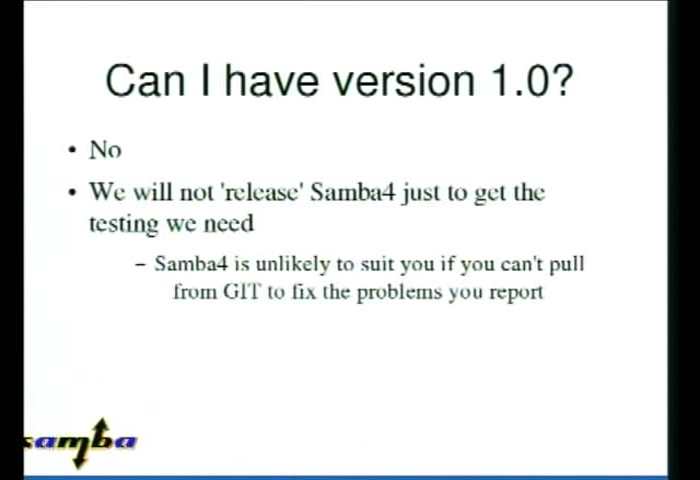 Can I have version 1.0?
• No
• We will not 'release' Samba4 just to get the
testing we need
– Samba4 is unlikely to suit you if you can't pull
from GIT to fix the problems you report
samba